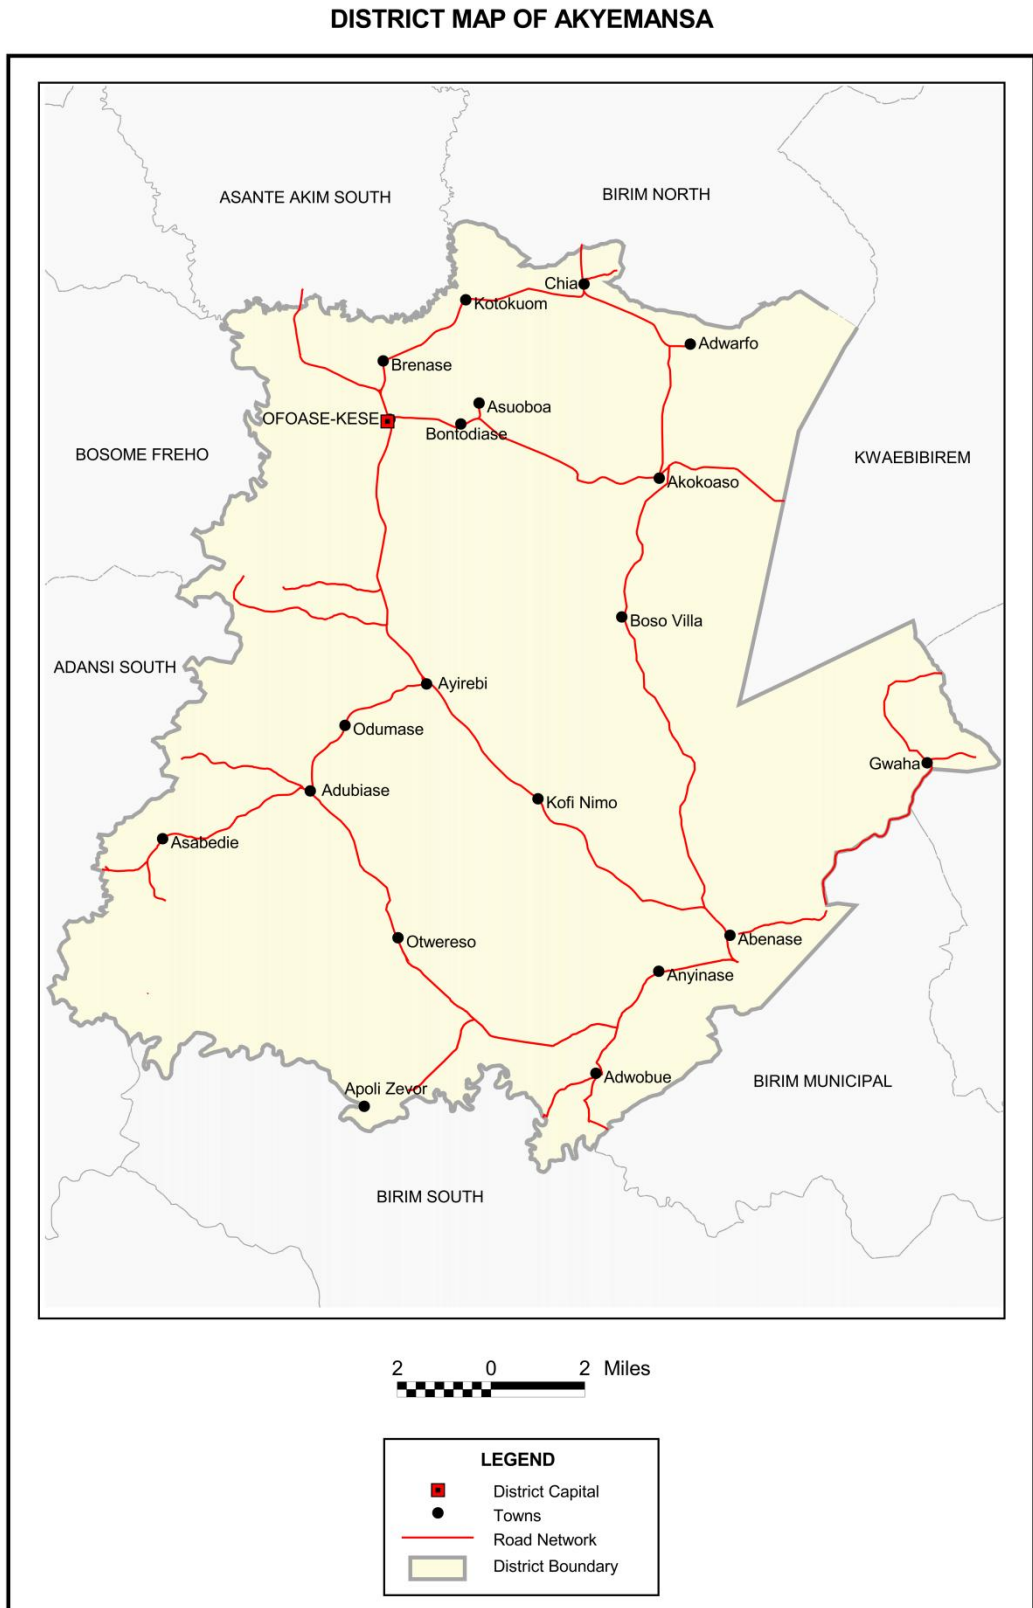 DISTRICT MAP OF AKYEMANSA
ASANTE AKIM SOUTH
BIRIM NORTH
Chia
Kotokuom
Adwarfo
Brenase
Asuoboa
OFOASE-KESE
Bontodiase
BOSOME FREHO
KWAEBIBIREM
Akokoaso
Boso Villa
ADANSI SOUTH
Ayirebi
Odumase
Gwaha
Adubiase
Kofi Nimo
Asabedie
Otwereso
Abenase
Anyinase
Adwobue
BIRIM MUNICIPAL
Apoli Zevor
BIRIM SOUTH
2 0 2 Miles
LEGEND
District Capital
Towns
Road Network
District Boundary